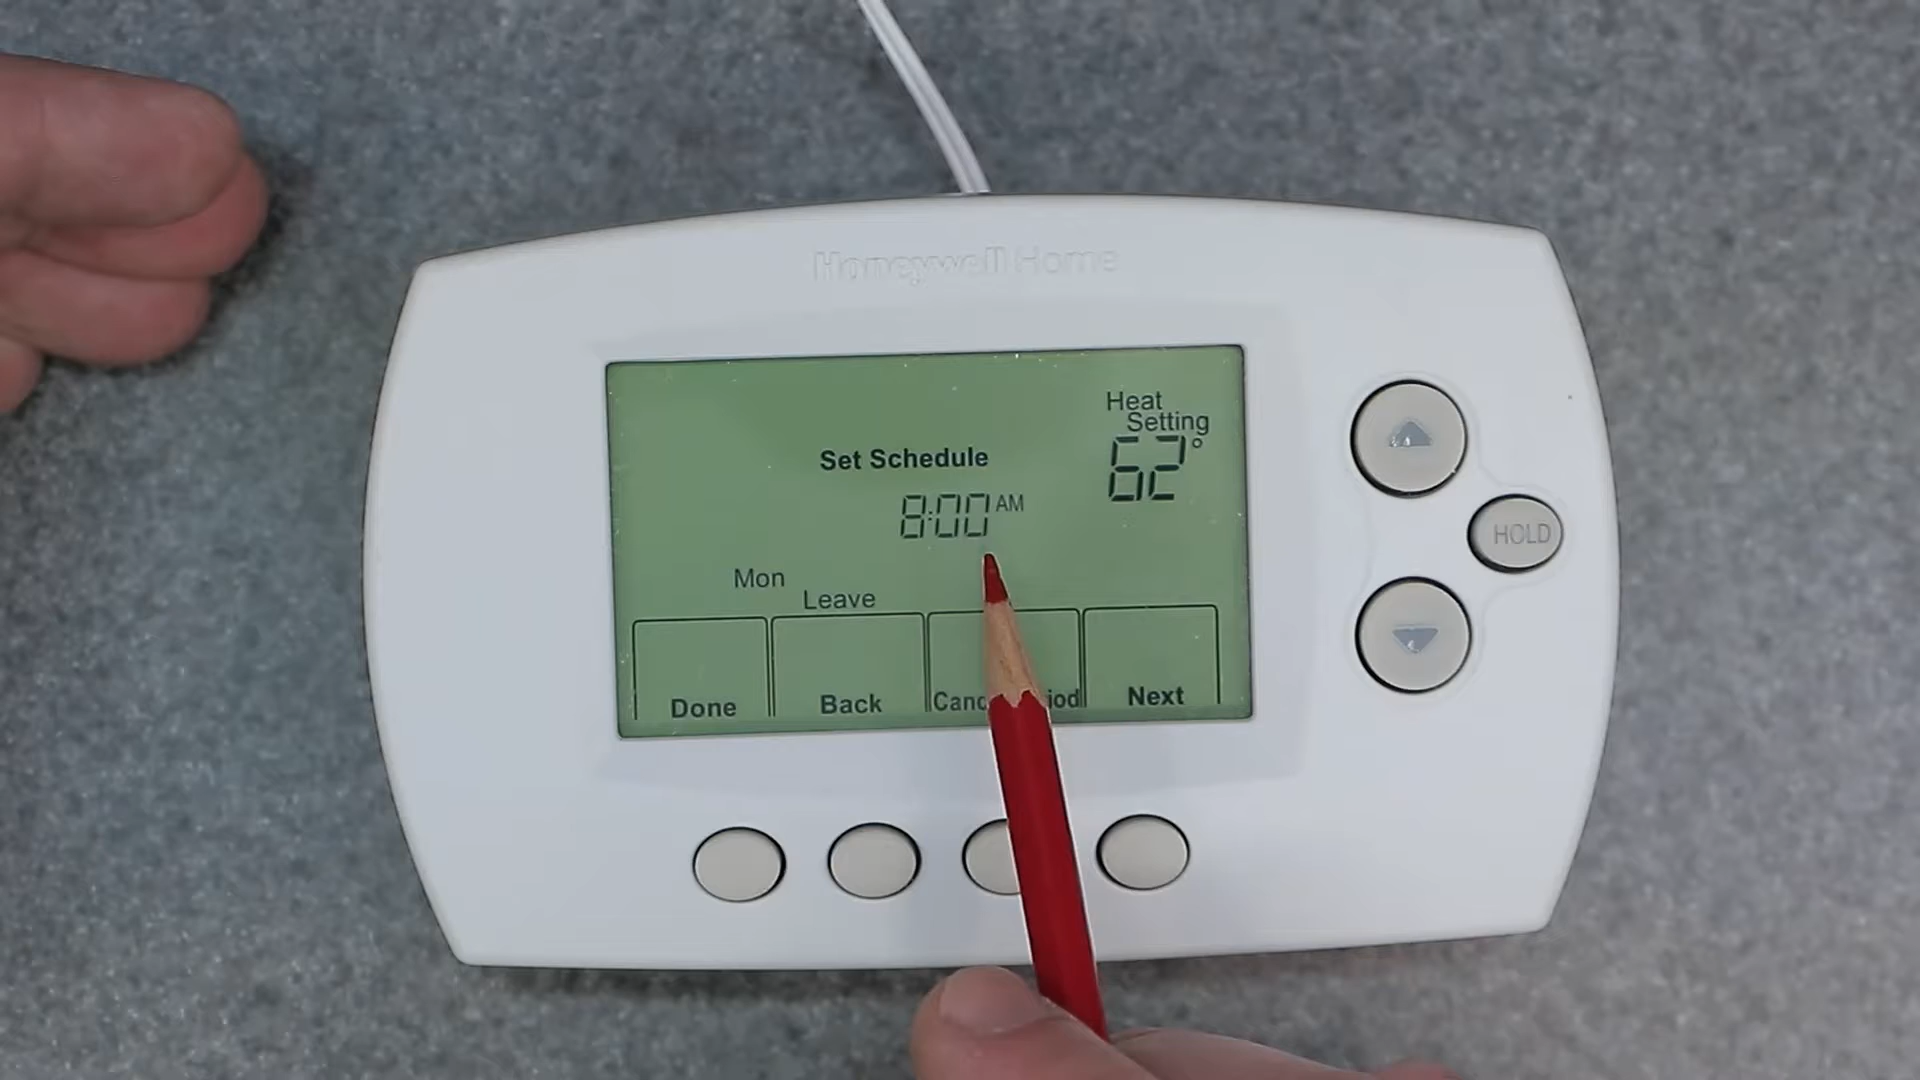 Honeywell Home
Heat
Setting
62°
Set Schedule
8:00 AM
Mon
Leave
Done
Back
Next
HOLD